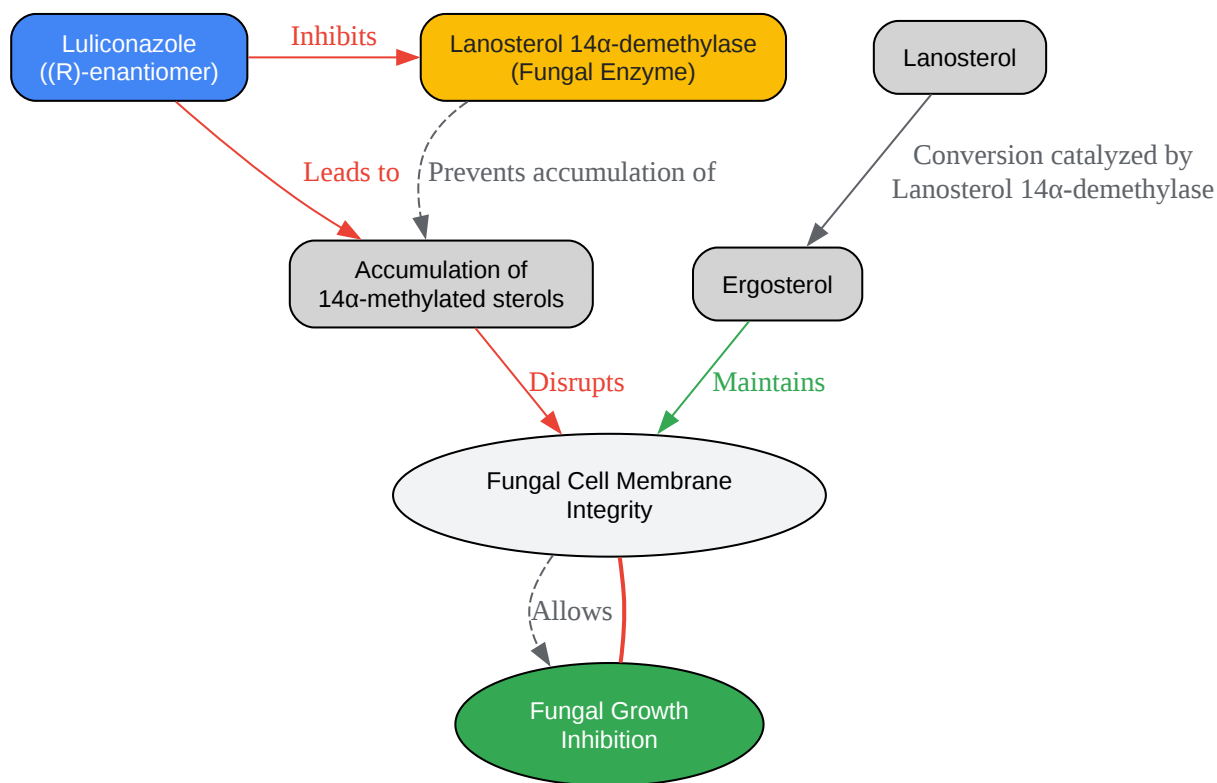 Luliconazole
((R)-enantiomer)
Inhibits
Lanosterol 14α-demethylase
(Fungal Enzyme)
Lanosterol
Leads to
Prevents accumulation of
Conversion catalyzed by
Lanosterol 14α-demethylase
Accumulation of
14α-methylated sterols
Ergosterol
Disrupts
Maintains
Fungal Cell Membrane
Integrity
Allows
Fungal Growth
Inhibition